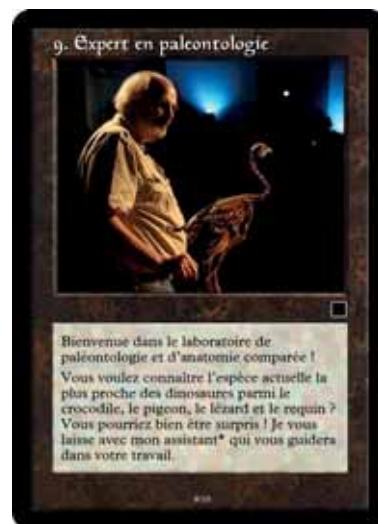 9. Expert en paleontologie
Bienvenue dans le laboratoire de
paléontologie et d'anatomie comparée !
Vous voulez connaître l'espèce actuelle la
plus proche des dinosaures parmi le
crocodile, le pigeon, le lézard et le requin ?
Vous pourriez bien être surpris ! Je vous
laisse avec mon assistant* qui vous guidera
dans votre travail.